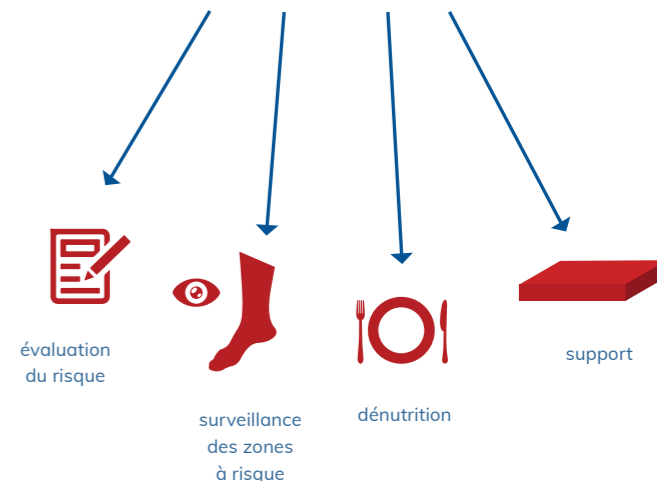 évaluation
du risque
surveillance
des zones
à risque
dénutrition
support